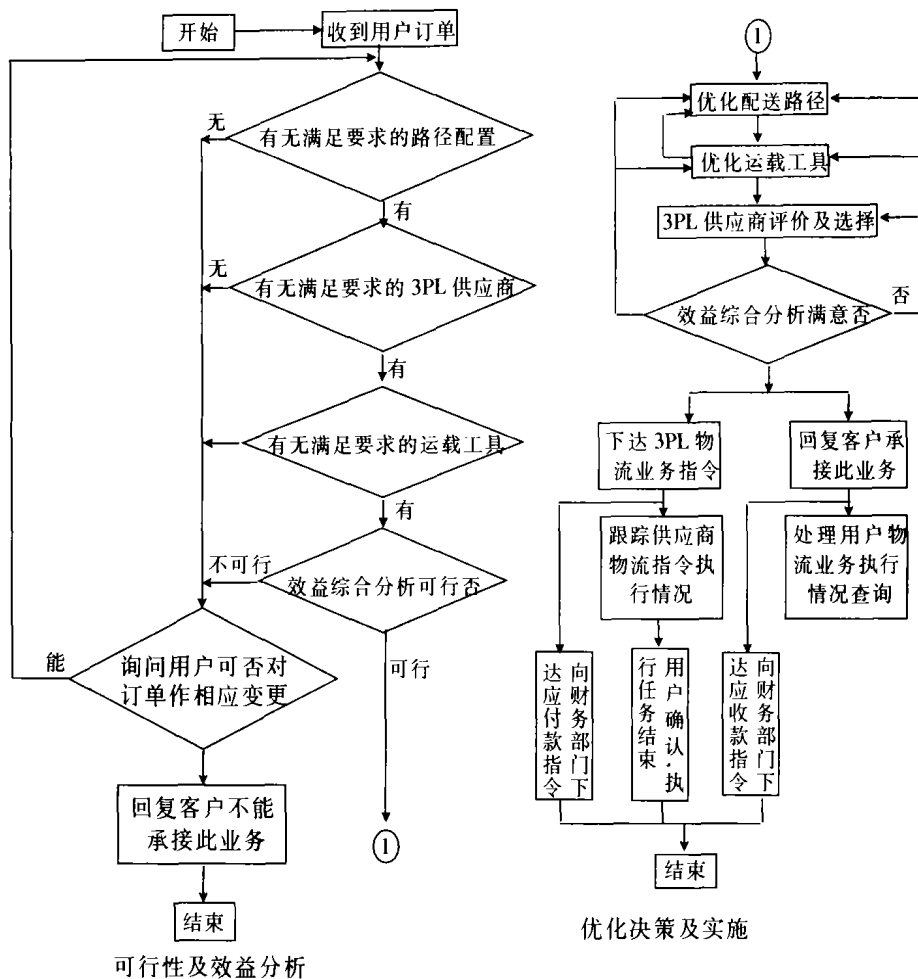 开始
收到用户订单
有无满足要求的路径配置
无
有
有无满足要求的 3PL 供应商
无
有
有无满足要求的运载工具
有
效益综合分析可行否
不可行
可行
询问用户可否对
订单作相应变更
能
回复客户不能
承接此业务
结束
1
可行性及效益分析
1
优化配送路径
优化运载工具
3PL 供应商评价及选择
效益综合分析满意否
否
下达 3PL 物
流业务指令
回复客户承
接此业务
跟踪供应商
物流指令执
行情况
处理用户物
流业务执行
情况查询
向财务部门下
达应付款指令
用户确认·执
行任务结束
向财务部门下
达应收款指令
结束
优化决策及实施